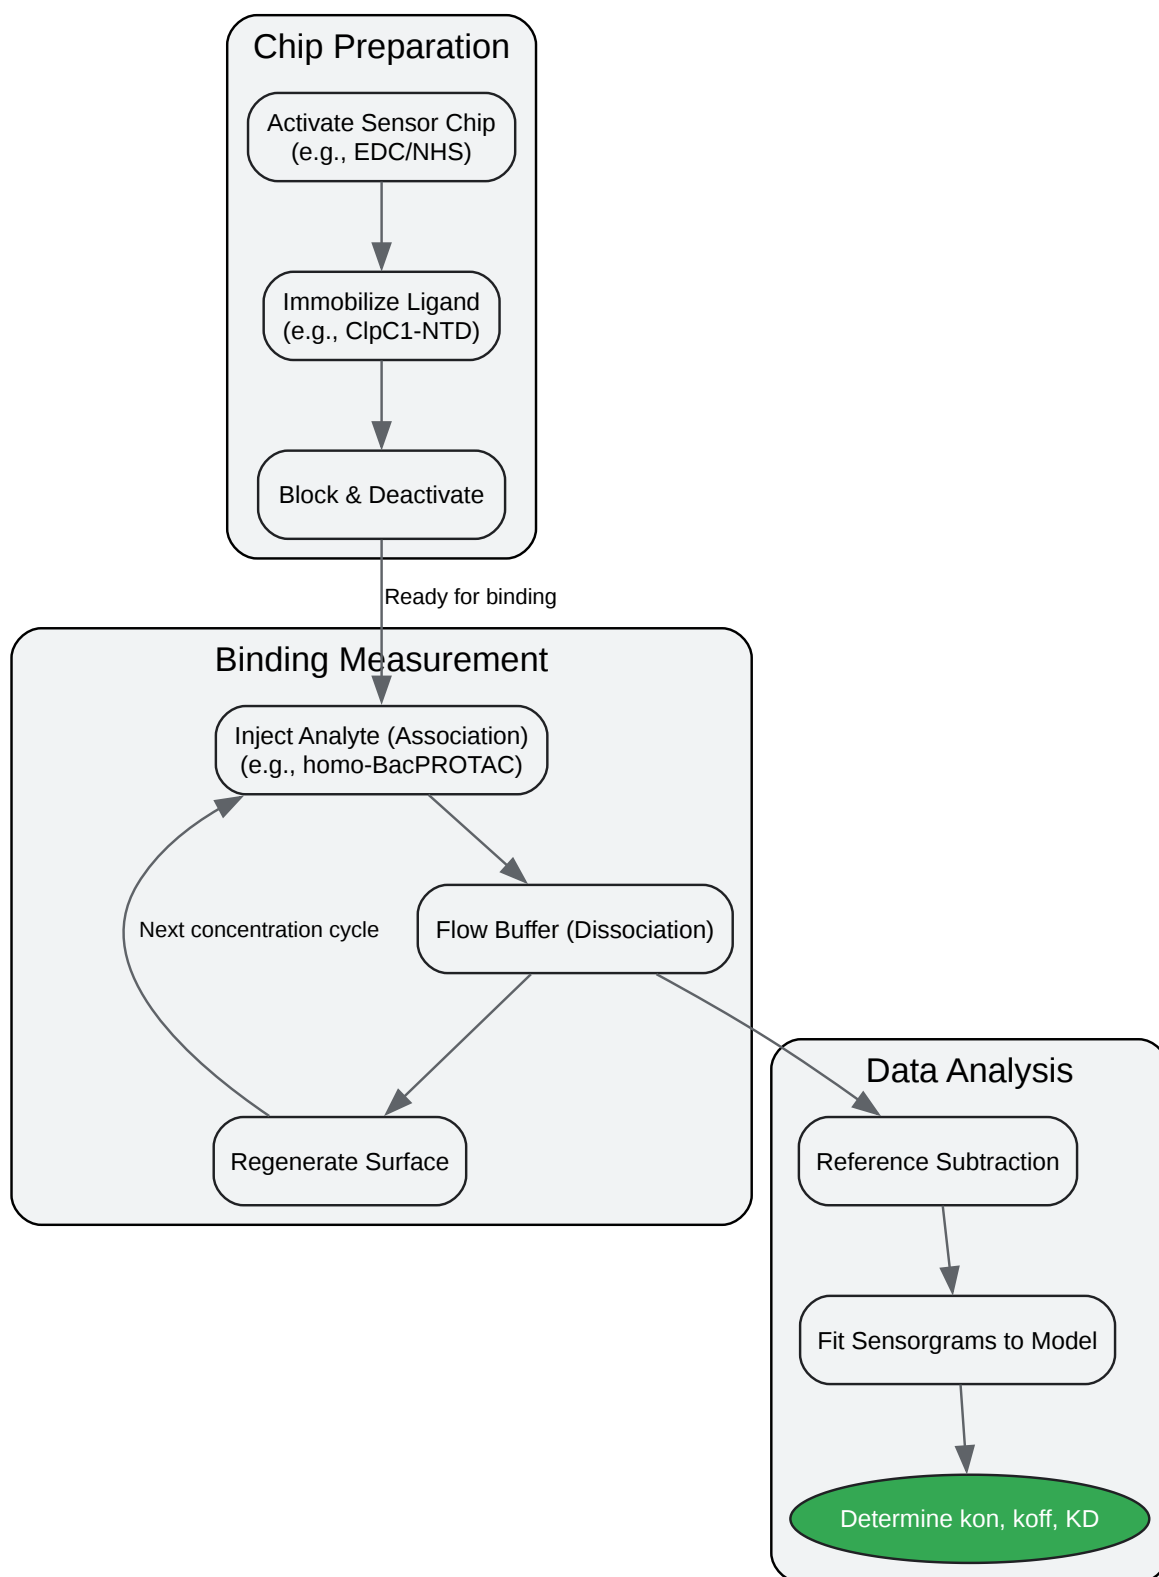 Chip Preparation
Activate Sensor Chip
(e.g., EDC/NHS)
Immobilize Ligand
(e.g., ClpC1-NTD)
Block & Deactivate
Ready for binding
Binding Measurement
Inject Analyte (Association)
(e.g., homo-BacPROTAC)
Next concentration cycle
Flow Buffer (Dissociation)
Regenerate Surface
Data Analysis
Reference Subtraction
Fit Sensorgrams to Model
Determine kon, koff, KD